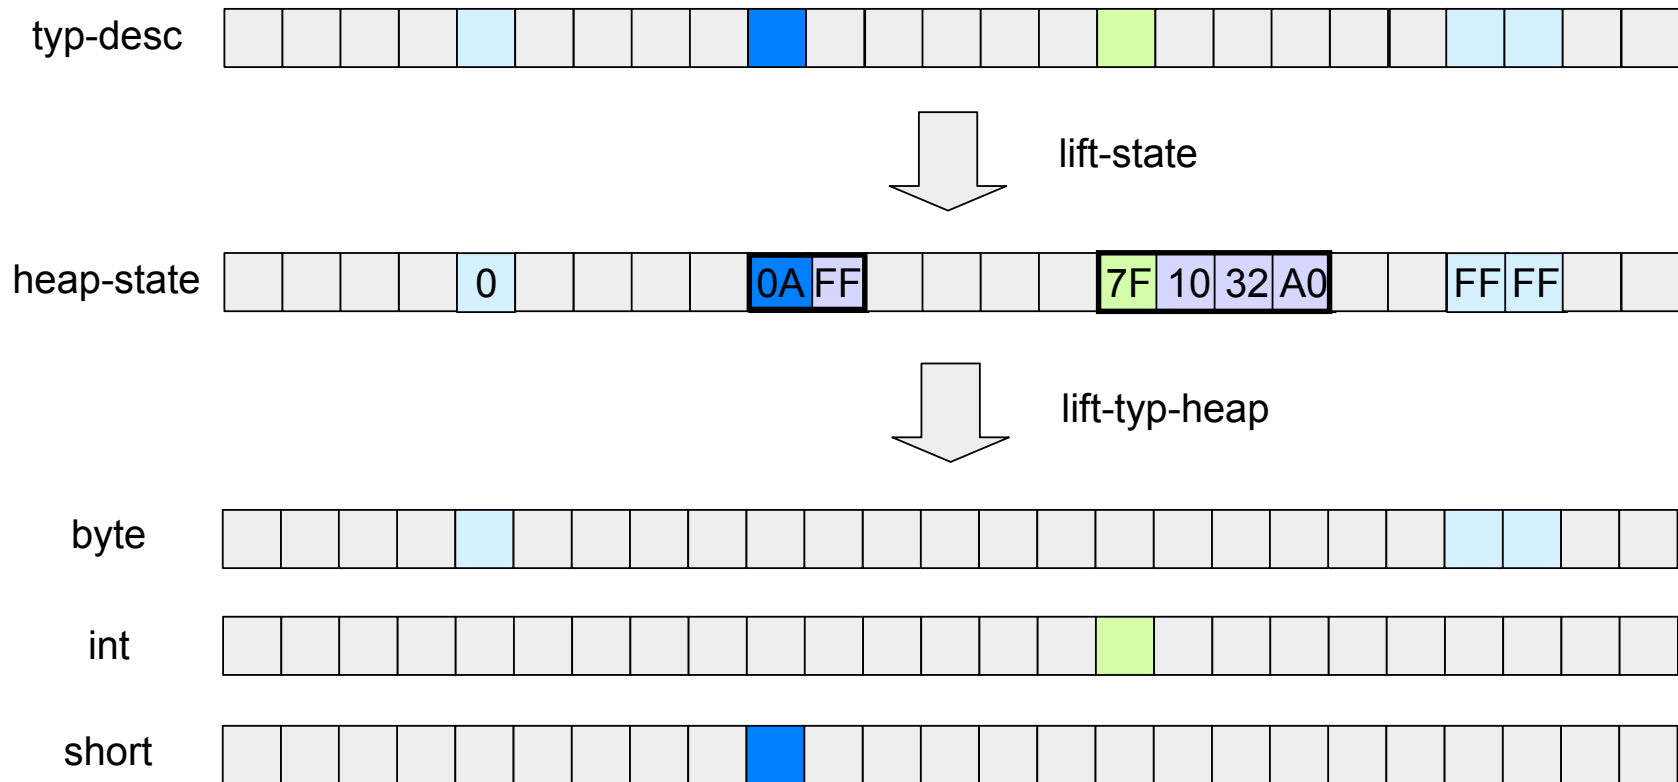 typ-desc
lift-state
heap-state 0 0A FF 7F 10 32 A0 FF FF
lift-typ-heap
byte
int
short